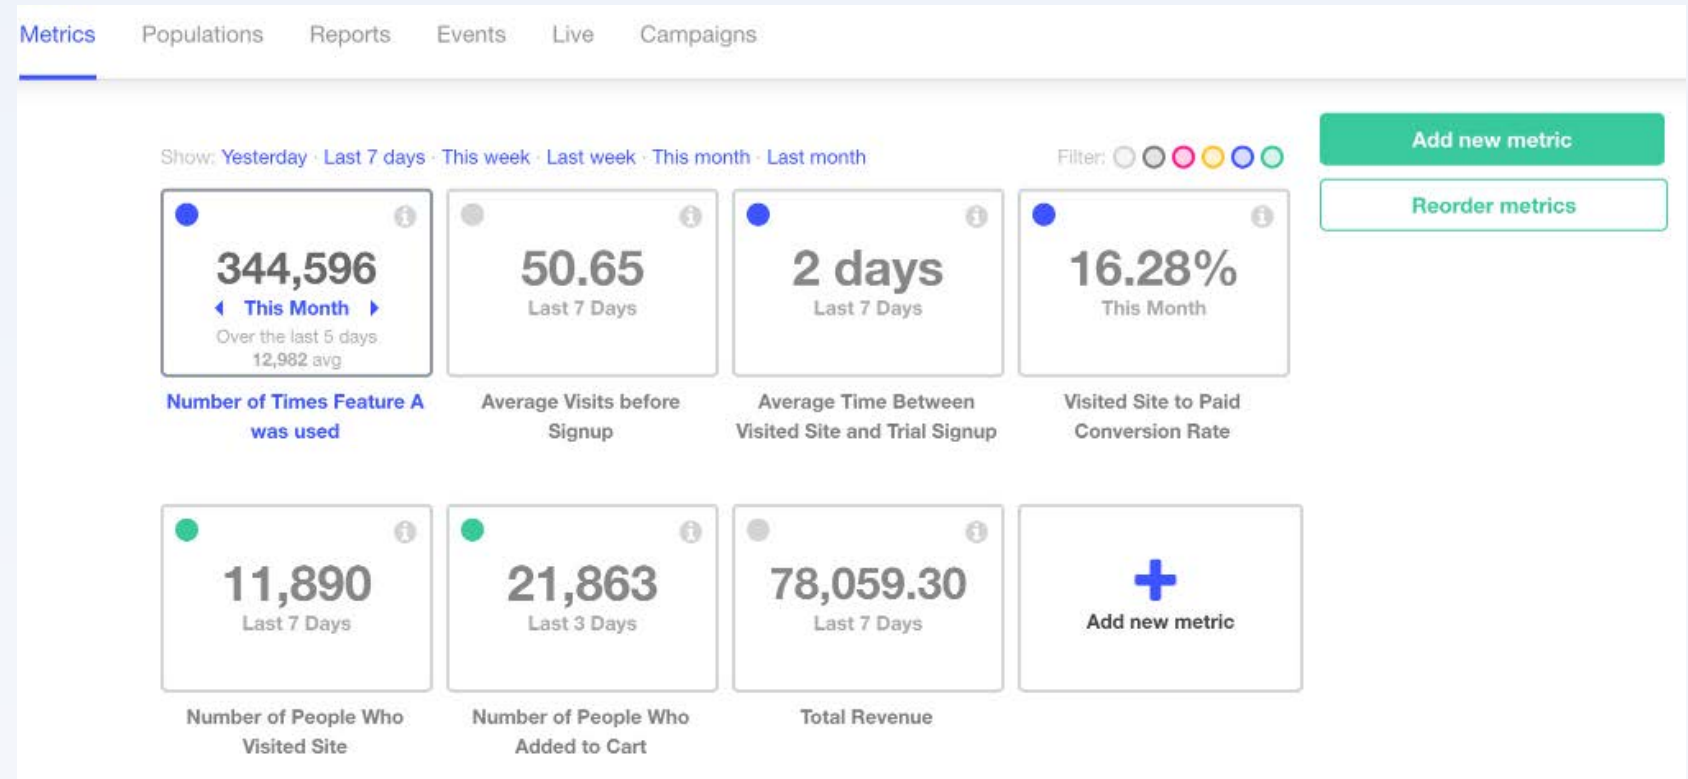 Metrics Populations Reports Events Live Campaigns
Show: Yesterday · Last 7 days · This week · Last week · This month · Last month
Filter:
Add new metric
Reorder metrics
344,596
This Month
Over the last 5 days
12,982 avg
Number of Times Feature A
was used
50.65
Last 7 Days
Average Visits before
Signup
2 days
Last 7 Days
Average Time Between
Visited Site and Trial Signup
16.28%
This Month
Visited Site to Paid
Conversion Rate
11,890
Last 7 Days
Number of People Who
Visited Site
21,863
Last 3 Days
Number of People Who
Added to Cart
78,059.30
Last 7 Days
Total Revenue
Add new metric